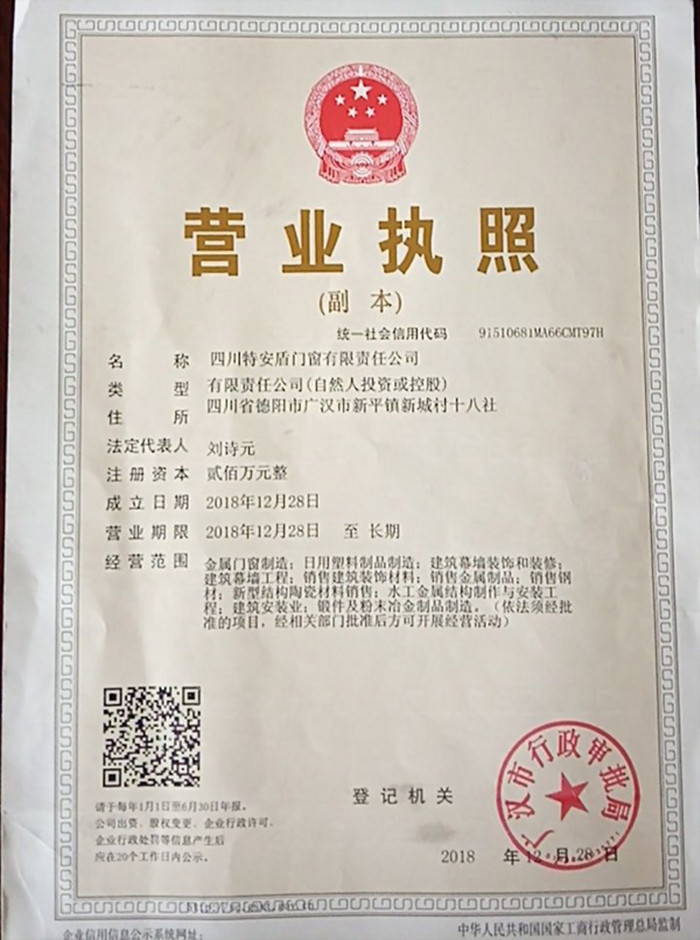 营业执照
(副 本)
统一社会信用代码 91510681MA66CMT97H
名 称 四川特安盾门窗有限责任公司
类 型 有限责任公司(自然人投资或控股)
住 所 四川省德阳市广汉市新平镇新城村十八社
法定代表人 刘诗元
注册资本 贰佰万元整
成立日期 2018年12月28日
营业期限 2018年12月28日 至 长期
经营范围 金属门窗制造；日用塑料制品制造；建筑幕墙装饰和装修；
建筑幕墙工程；销售建筑装饰材料；销售金属制品；销售钢
材；新型结构陶瓷材料销售；水工金属结构制作与安装工
程；建筑安装业；锻件及粉末冶金制品制造。（依法须经批
准的项目，经相关部门批准后方可开展经营活动）
请于每年1月1日至6月30日年报。
公司出资、股权变更、企业行政许可、
企业行政处罚等信息产生后
应在20个工作日内公示。
登记机关
广汉市行政审批局
2018 年 12 月 28 日
企业信用信息公示系统网址：
中华人民共和国国家工商行政管理总局监制